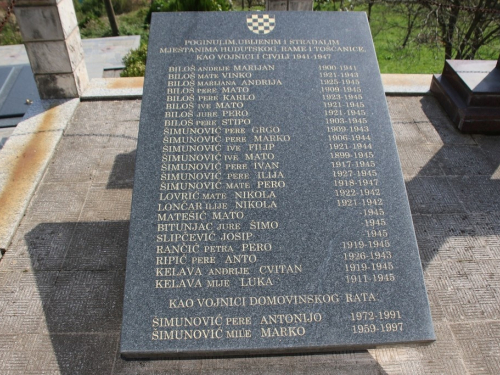 POGINULIM, UBIJENIM I STRADALIM
MJEŠTANIMA HUDUTSKOG, RAME I TOŠČANICE,
KAO VOJNICI I CIVILI 1941-1947
BILOŠ ANDRIJE MARIJAN 1900-1941
BILOŠ MATE VINKO 1921-1943
BILOŠ MARIJANA ANDRIJA 1925-1945
BILOŠ PERE MATO 1909-1945
BILOŠ PERE KARLO 1923-1945
BILOŠ IVE MATO 1921-1945
BILOŠ JURE PERO 1921-1945
BILOŠ PERE STIPO 1903-1945
ŠIMUNOVIĆ PERE GRGO 1909-1943
ŠIMUNOVIĆ PERE MARKO 1906-1944
ŠIMUNOVIĆ IVE FILIP 1921-1944
ŠIMUNOVIĆ IVE MATO 1899-1945
ŠIMUNOVIĆ PERE IVAN 1917-1945
ŠIMUNOVIĆ PERE ILIJA 1927-1945
ŠIMUNOVIĆ MATE PERO 1918-1947
LOVRIĆ MATE NIKOLA 1922-1942
LONČAR ILIJE NIKOLA 1921-1942
MATEŠIĆ MATO 1945
BITUNJAC JURE ŠIMO 1945
SLIPČEVIĆ JOSIP 1945
RANČIĆ PETRA PERO 1919-1945
RIPIĆ PERE ANTO 1926-1943
KELAVA ANDRIJE CVITAN 1919-1945
KELAVA MIJE LUKA 1911-1945
KAO VOJNICI DOMOVINSKOG RATA
ŠIMUNOVIĆ PERE ANTONIJO 1972-1991
ŠIMUNOVIĆ MILE MARKO 1959-1997